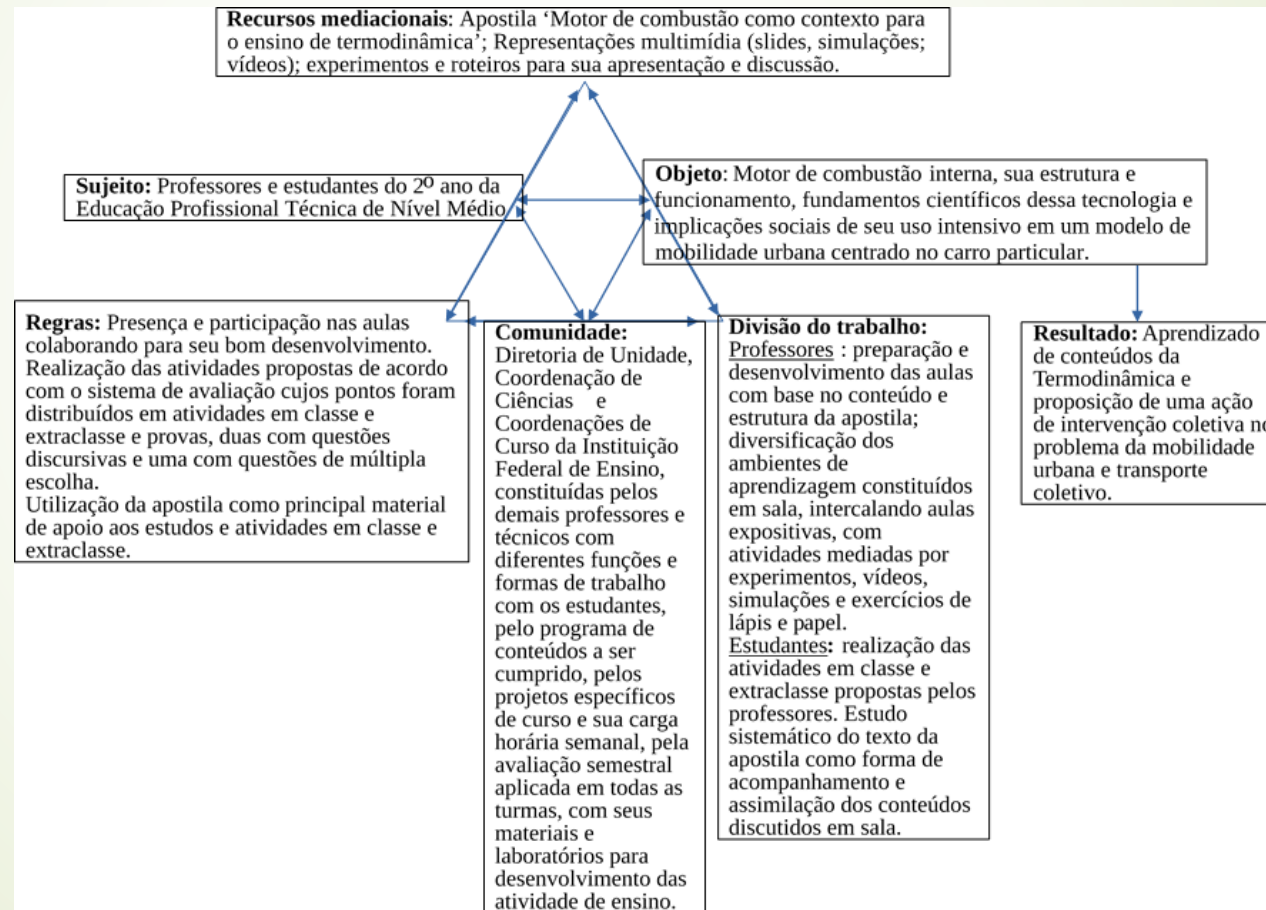 Recursos mediacionais: Apostila ‘Motor de combustão como contexto para
o ensino de termodinâmica’; Representações multimídia (slides, simulações;
vídeos); experimentos e roteiros para sua apresentação e discussão.
Sujeito: Professores e estudantes do 2º ano da
Educação Profissional Técnica de Nível Médio
Objeto: Motor de combustão interna, sua estrutura e
funcionamento, fundamentos científicos dessa tecnologia e
implicações sociais de seu uso intensivo em um modelo de
mobilidade urbana centrado no carro particular.
Regras: Presença e participação nas aulas
colaborando para seu bom desenvolvimento.
Realização das atividades propostas de acordo
com o sistema de avaliação cujos pontos foram
distribuídos em atividades em classe e
extraclasse e provas, duas com questões
discursivas e uma com questões de múltipla
escolha.
Utilização da apostila como principal material
de apoio aos estudos e atividades em classe e
extraclasse.
Comunidade:
Diretoria de Unidade,
Coordenação de
Ciências e
Coordenações de
Curso da Instituição
Federal de Ensino,
constituídas pelos
demais professores e
técnicos com
diferentes funções e
formas de trabalho
com os estudantes,
pelo programa de
conteúdos a ser
cumprido, pelos
projetos específicos
de curso e sua carga
horária semanal, pela
avaliação semestral
aplicada em todas as
turmas, com seus
materiais e
laboratórios para
desenvolvimento das
atividade de ensino.
Divisão do trabalho:
Professores : preparação e
desenvolvimento das aulas
com base no conteúdo e
estrutura da apostila;
diversificação dos
ambientes de
aprendizagem constituídos
em sala, intercalando aulas
expositivas, com
atividades mediadas por
experimentos, vídeos,
simulações e exercícios de
lápis e papel.
Estudantes: realização das
atividades em classe e
extraclasse propostas pelos
professores. Estudo
sistemático do texto da
apostila como forma de
acompanhamento e
assimilação dos conteúdos
discutidos em sala.
Resultado: Aprendizado
de conteúdos da
Termodinâmica e
proposição de uma ação
de intervenção coletiva no
problema da mobilidade
urbana e transporte
coletivo.